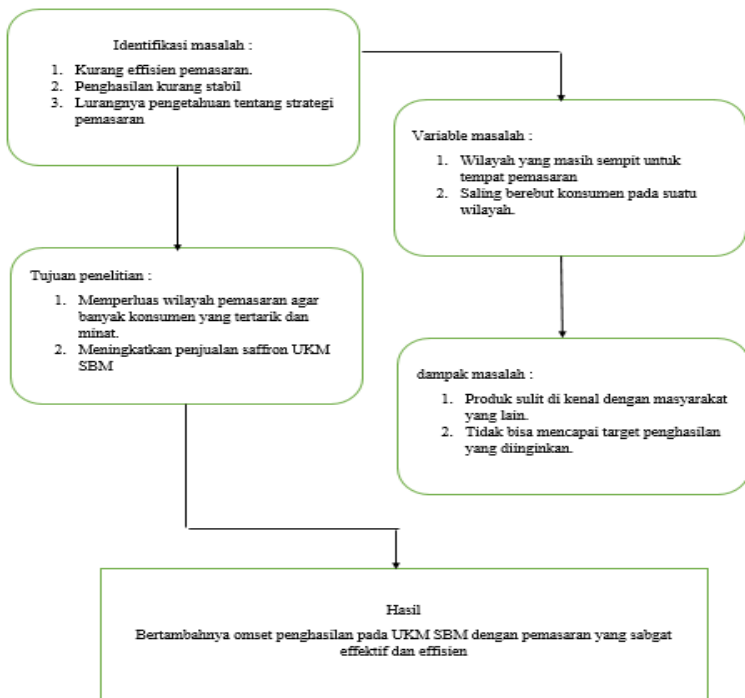 Identifikasi masalah :
1. Kurang effisien pemasaran.
2. Penghasilan kurang stabil
3. Lurangnya pengetahuan tentang strategi
pemasaran
Variable masalah :
1. Wilayah yang masih sempit untuk
tempat pemasaran
2. Saling berebut konsumen pada suatu
wilayah.
Tujuan penelitian :
1. Memperluas wilayah pemasaran agar
banyak konsumen yang tertarik dan
minat.
2. Meningkatkan penjualan saffron UKM
SBM
dampak masalah :
1. Produk sulit di kenal dengan masyarakat
yang lain.
2. Tidak bisa mencapai target penghasilan
yang diinginkan.
Hasil
Bertambahnya omset penghasilan pada UKM SBM dengan pemasaran yang sabgat
effektif dan effisien